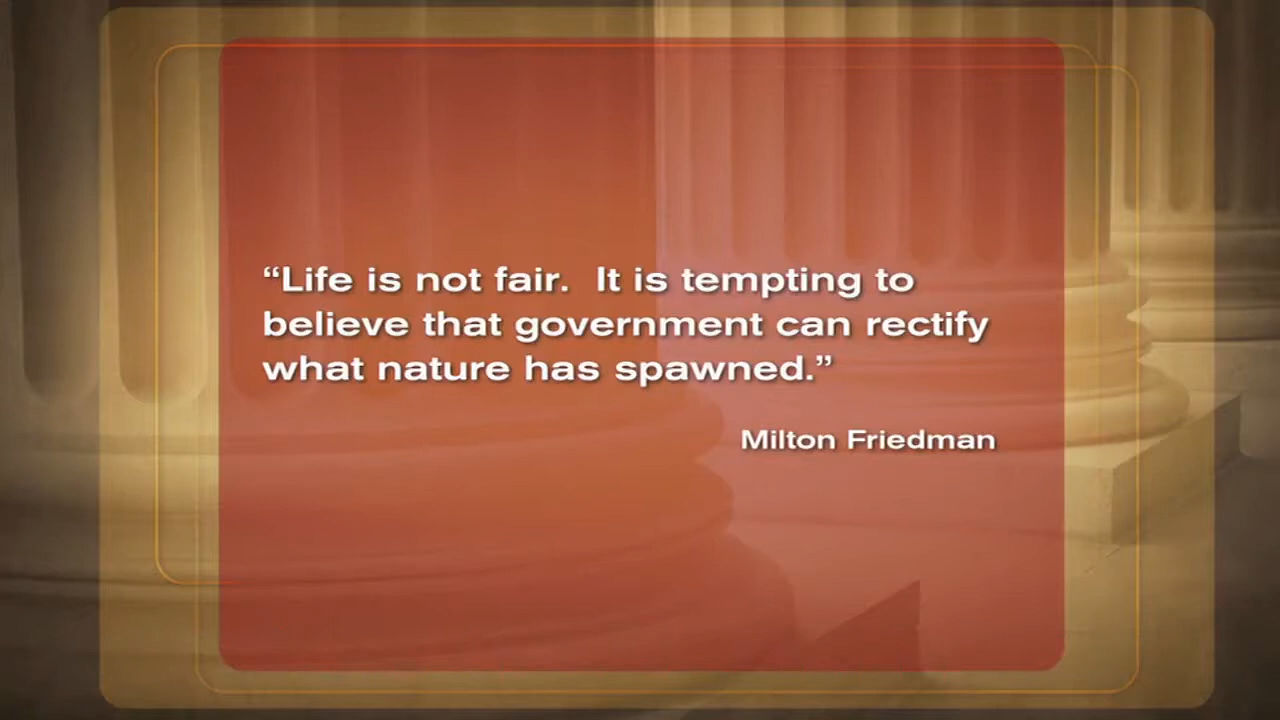 “Life is not fair.  It is tempting to
believe that government can rectify
what nature has spawned.”
Milton Friedman